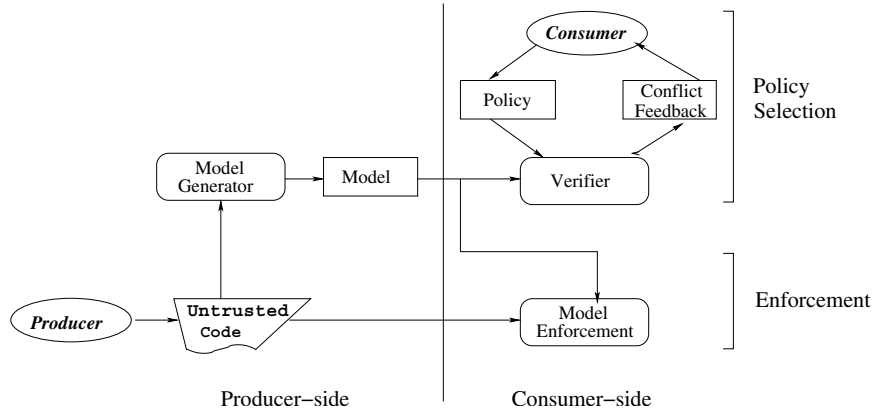 Consumer
Policy
Conflict
Feedback
Policy
Selection
Model
Generator
Model
Verifier
Producer
Untrusted
Code
Model
Enforcement
Enforcement
Producer−side
Consumer−side